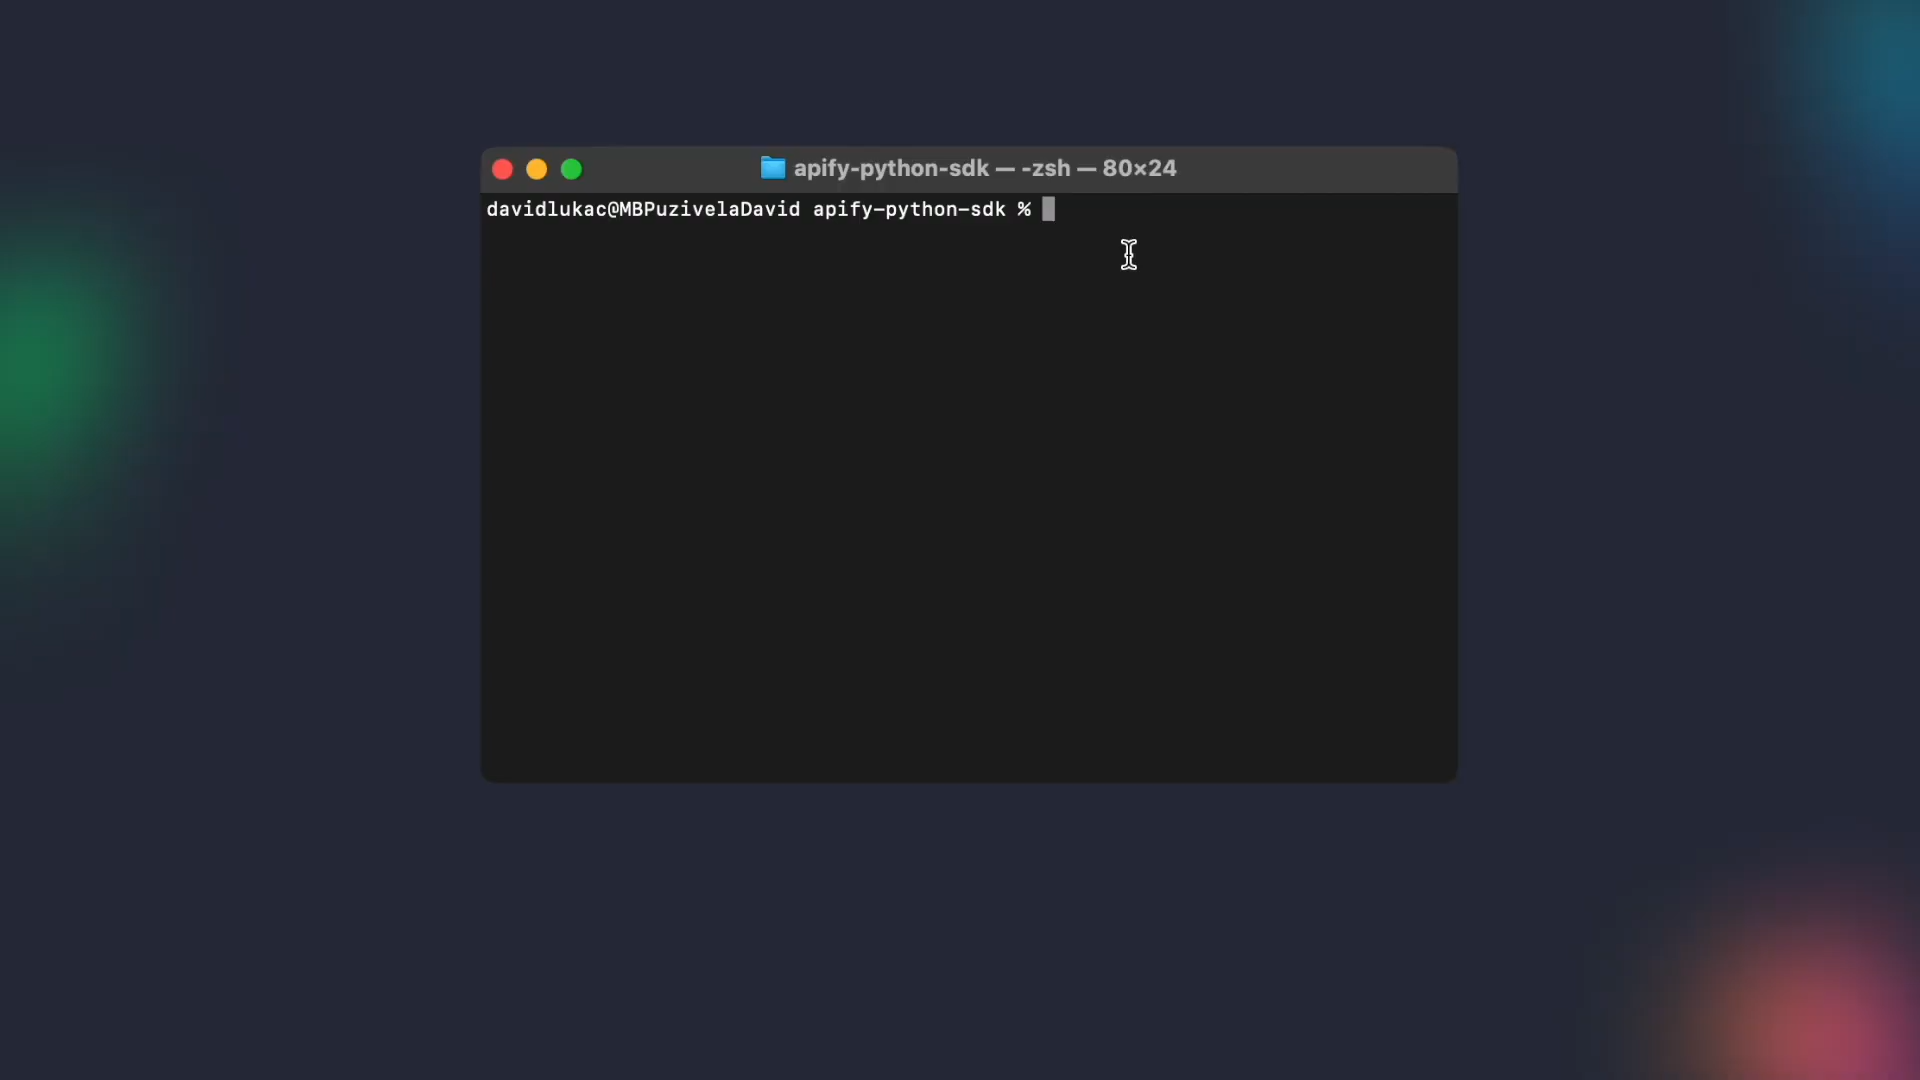 apify-python-sdk — -zsh — 80×24
davidlukac@MBPuzivelaDavid apify-python-sdk %